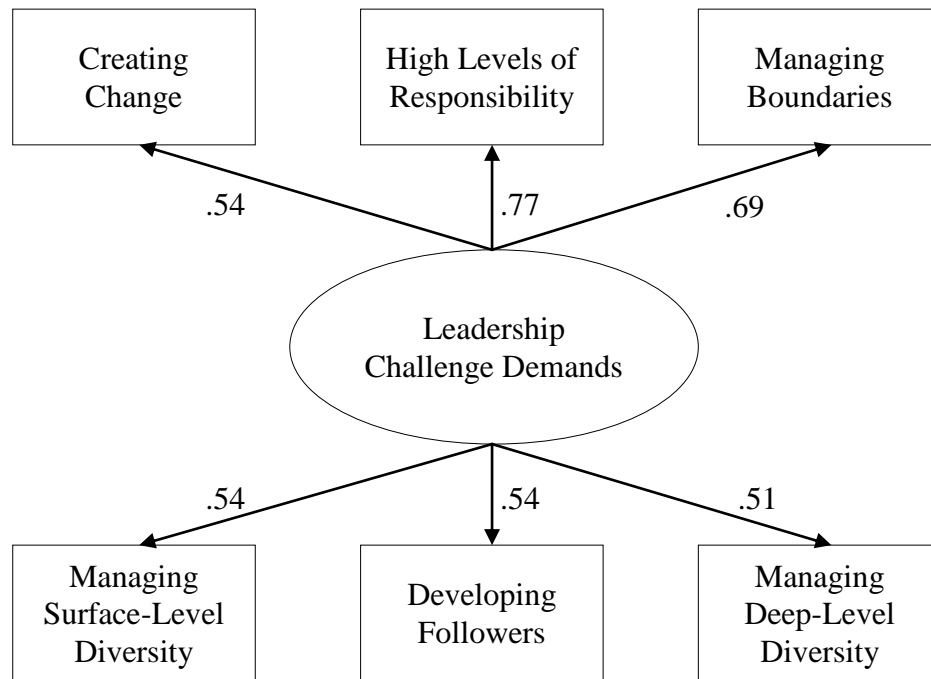 Creating
Change
High Levels of
Responsibility
Managing
Boundaries
.54
.77
.69
Leadership
Challenge Demands
.54
.54
.51
Managing
Surface-Level
Diversity
Developing
Followers
Managing
Deep-Level
Diversity